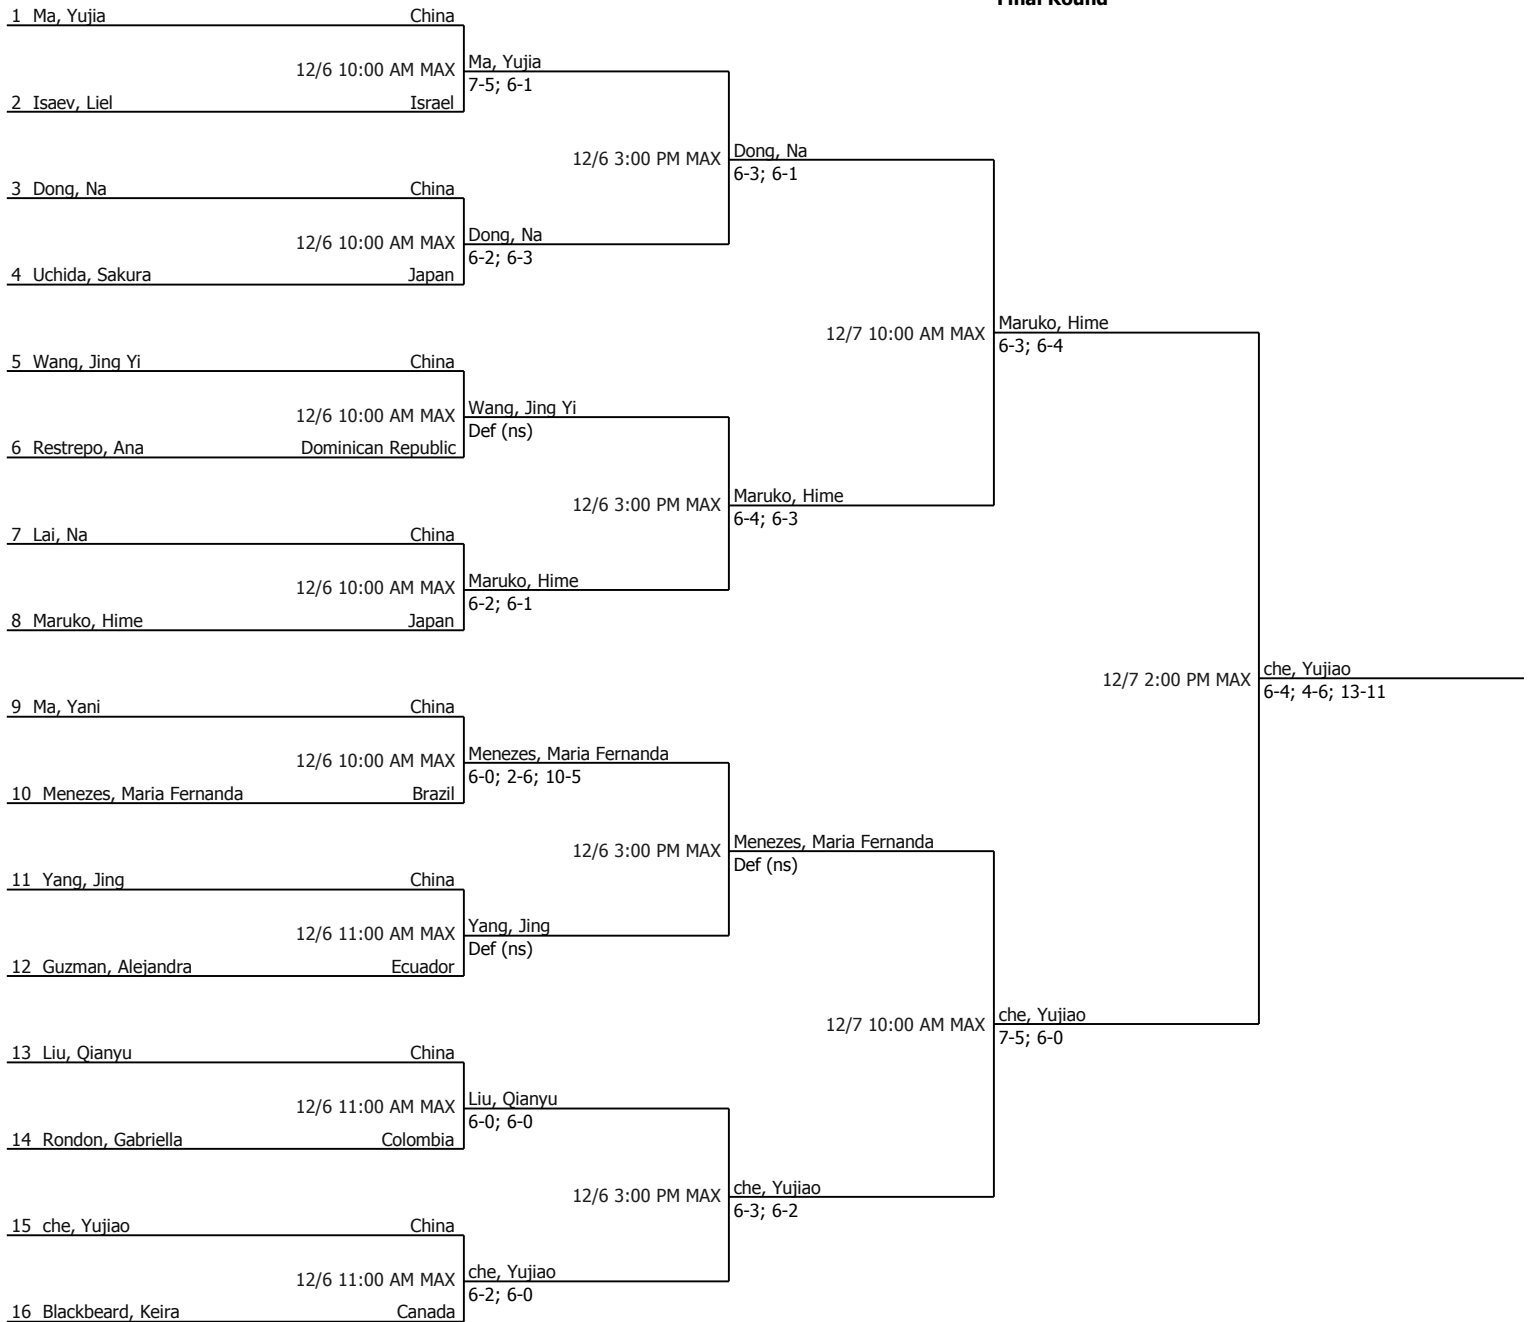 Final Round
1 Ma, Yujia China
12/6 10:00 AM MAX
Ma, Yujia
7-5; 6-1
2 Isaev, Liel Israel
12/6 3:00 PM MAX
Dong, Na
6-3; 6-1
3 Dong, Na China
12/6 10:00 AM MAX
Dong, Na
6-2; 6-3
4 Uchida, Sakura Japan
12/7 10:00 AM MAX
Maruko, Hime
6-3; 6-4
5 Wang, Jing Yi China
12/6 10:00 AM MAX
Wang, Jing Yi
Def (ns)
6 Restrepo, Ana Dominican Republic
12/6 3:00 PM MAX
Maruko, Hime
6-4; 6-3
7 Lai, Na China
12/6 10:00 AM MAX
Maruko, Hime
6-2; 6-1
8 Maruko, Hime Japan
12/7 2:00 PM MAX
che, Yujiao
6-4; 4-6; 13-11
9 Ma, Yani China
12/6 10:00 AM MAX
Menezes, Maria Fernanda
6-0; 2-6; 10-5
10 Menezes, Maria Fernanda Brazil
12/6 3:00 PM MAX
Menezes, Maria Fernanda
Def (ns)
11 Yang, Jing China
12/6 11:00 AM MAX
Yang, Jing
Def (ns)
12 Guzman, Alejandra Ecuador
12/7 10:00 AM MAX
che, Yujiao
7-5; 6-0
13 Liu, Qianyu China
12/6 11:00 AM MAX
Liu, Qianyu
6-0; 6-0
14 Rondon, Gabriella Colombia
12/6 3:00 PM MAX
che, Yujiao
6-3; 6-2
15 che, Yujiao China
12/6 11:00 AM MAX
che, Yujiao
6-2; 6-0
16 Blackbeard, Keira Canada